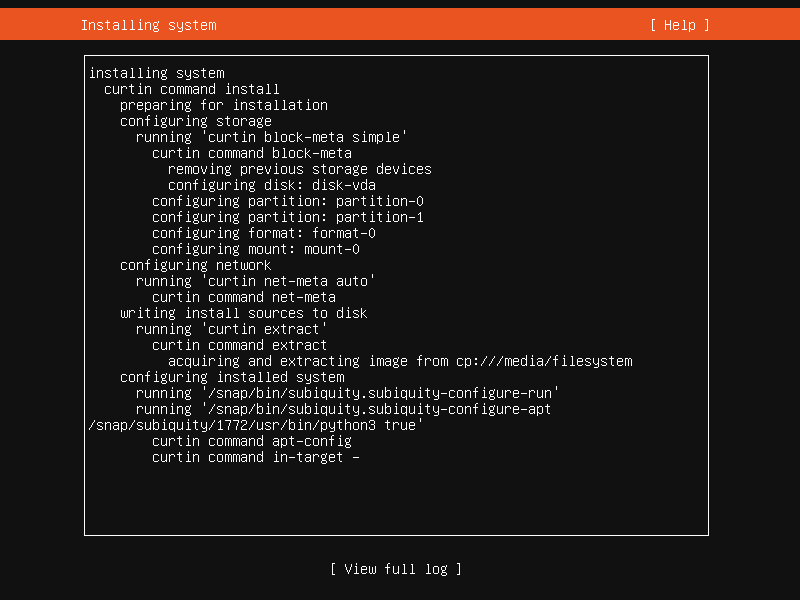 Installing system
[ Help ]
installing system
curtin command install
preparing for installation
configuring storage
running 'curtin block-meta simple'
curtin command block-meta
removing previous storage devices
configuring disk: disk-vda
configuring partition: partition-0
configuring partition: partition-1
configuring format: format-0
configuring mount: mount-0
configuring network
running 'curtin net-meta auto'
curtin command net-meta
writing install sources to disk
running 'curtin extract'
curtin command extract
acquiring and extracting image from cp:///media/filesystem
configuring installed system
running '/snap/bin/subiquity.subiquity-configure-run'
running '/snap/bin/subiquity.subiquity-configure-apt
/snap/subiquity/1772/usr/bin/python3 true'
curtin command apt-config
curtin command in-target -
[ View full log ]